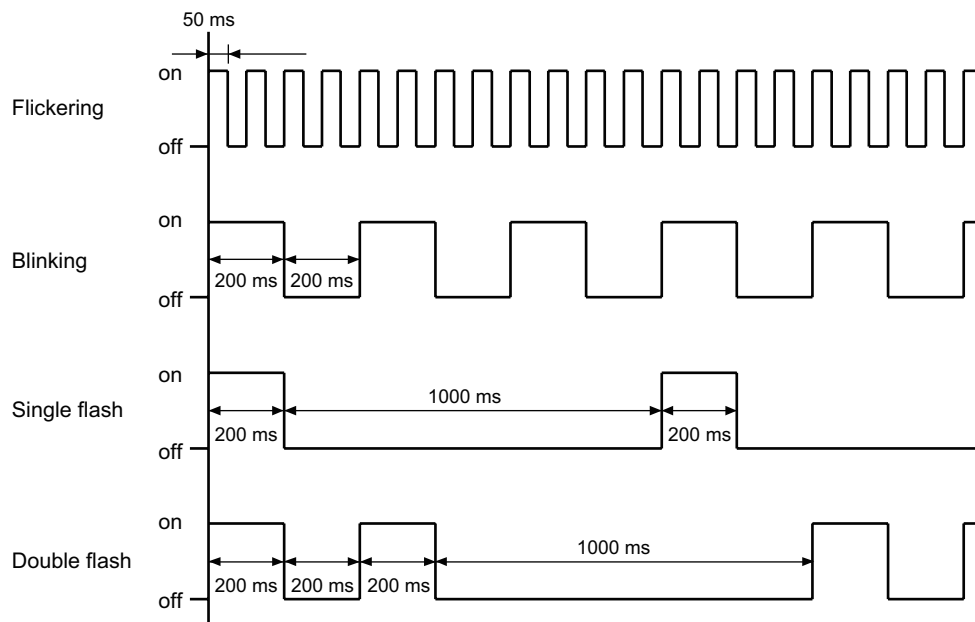 50 ms
on
Flickering
off
on
Blinking
200 ms 200 ms
off
on
1000 ms
Single flash
200 ms 200 ms
off
on
1000 ms
Double flash
200 ms 200 ms 200 ms
off